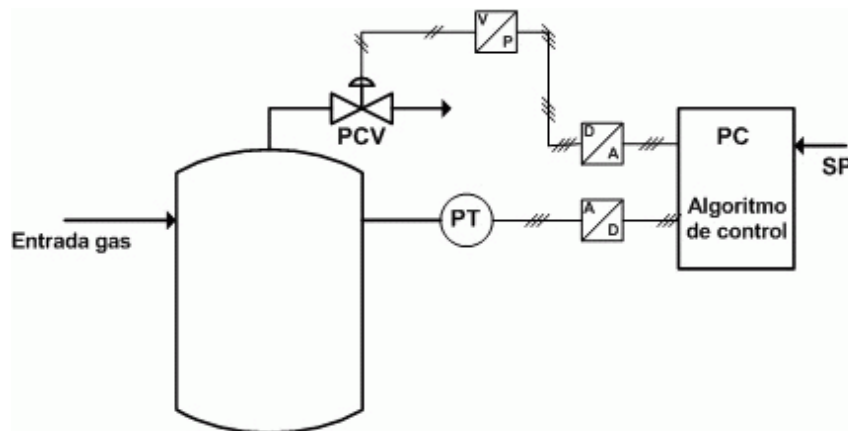 V
P
PCV
D
A
PC
SP
Entrada gas
PT
A
D
Algoritmo
de control